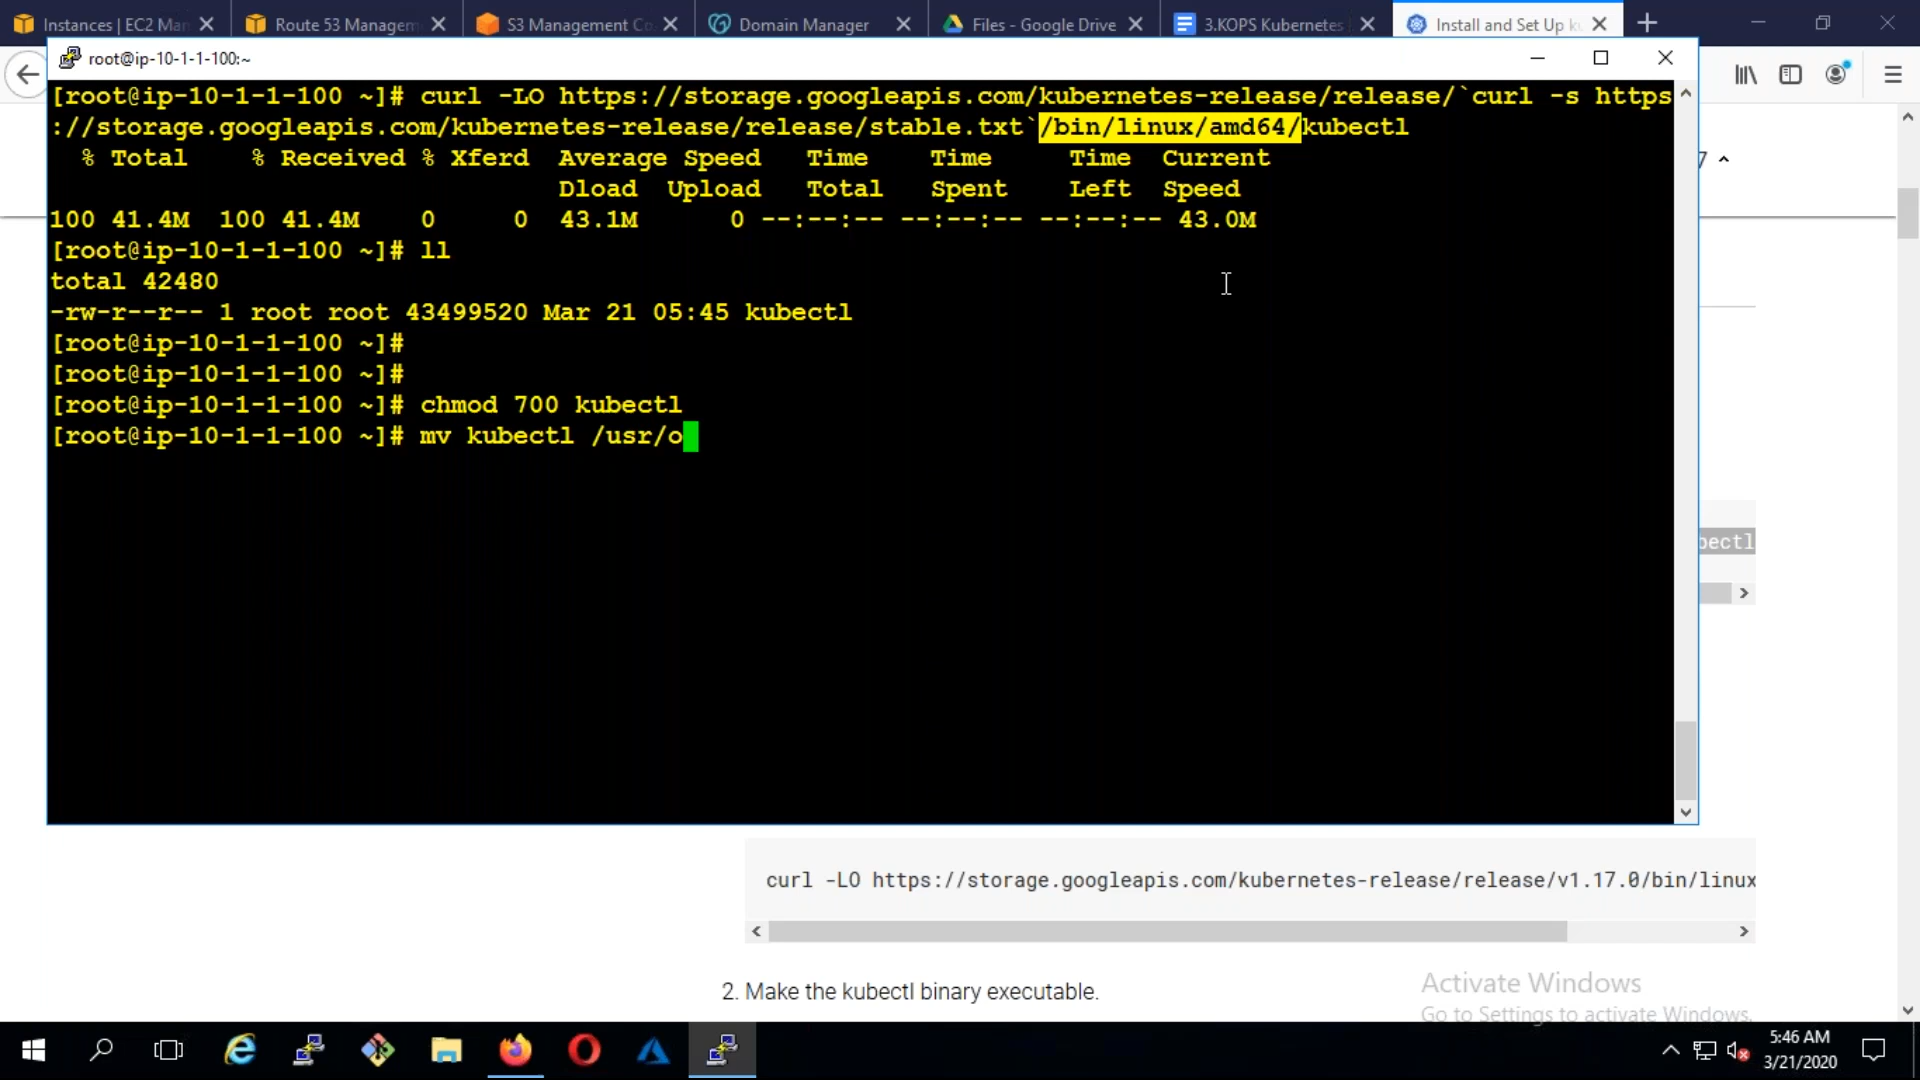 Instances | EC2 Man
Route 53 Managem
S3 Management Co
Domain Manager
Files - Google Drive
3.KOPS Kubernetes
Install and Set Up k
root@ip-10-1-1-100:~
[root@ip-10-1-1-100 ~]# curl -LO https://storage.googleapis.com/kubernetes-release/release/`curl -s https
://storage.googleapis.com/kubernetes-release/release/stable.txt`/bin/linux/amd64/kubectl
% Total % Received % Xferd Average Speed Time Time Time Current
Dload Upload Total Spent Left Speed
100 41.4M 100 41.4M 0 0 43.1M 0 --:--:-- --:--:-- --:--:-- 43.0M
[root@ip-10-1-1-100 ~]# ll
total 42480
-rw-r--r-- 1 root root 43499520 Mar 21 05:45 kubectl
[root@ip-10-1-1-100 ~]#
[root@ip-10-1-1-100 ~]#
[root@ip-10-1-1-100 ~]# chmod 700 kubectl
[root@ip-10-1-1-100 ~]# mv kubectl /usr/o
bectl
curl -LO https://storage.googleapis.com/kubernetes-release/release/v1.17.0/bin/linux
2. Make the kubectl binary executable.
Activate Windows
Go to Settings to activate Windows.
5:46 AM
3/21/2020